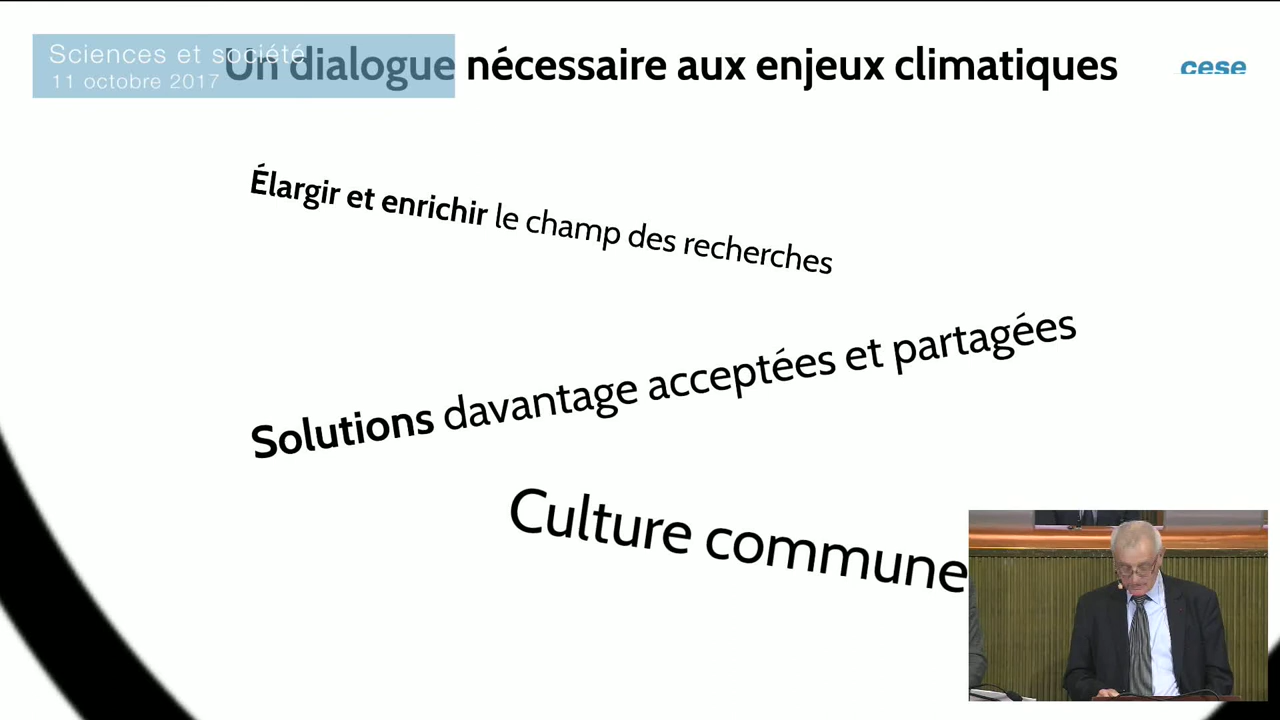 Sciences et société
11 octobre 2017
Un dialogue nécessaire aux enjeux climatiques
cese
Élargir et enrichir le champ des recherches
Solutions davantage acceptées et partagées
Culture commune